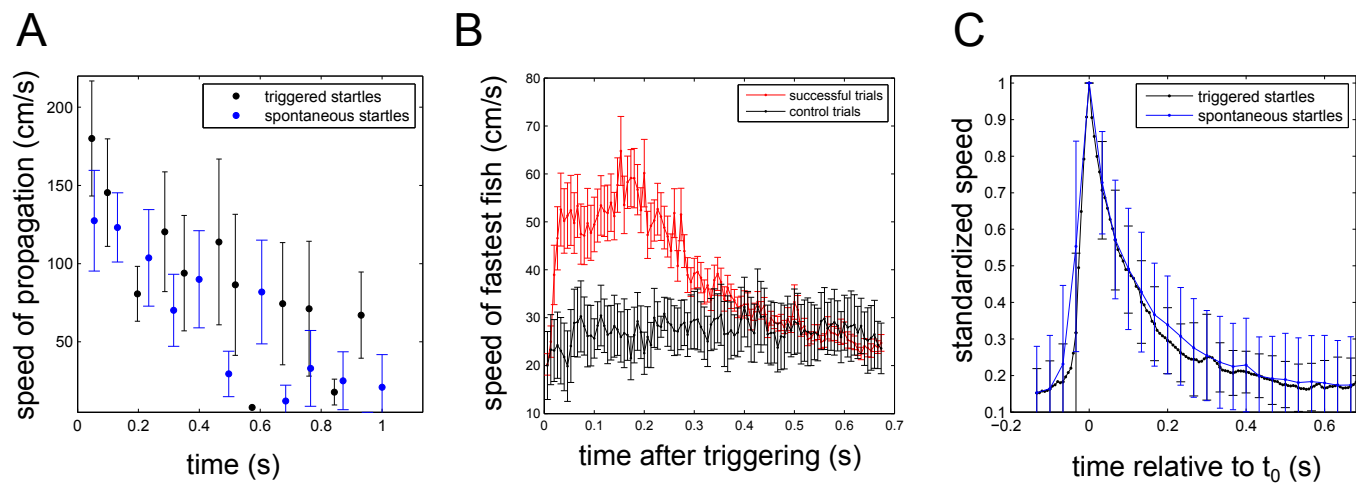 A
speed of propagation (cm/s)
200
150
100
50
triggered startles
spontaneous startles
0
0.2
0.4
0.6
0.8
1
time (s)
B
speed of fastest fish (cm/s)
80
70
60
50
40
30
20
10
successful trials
control trials
0
0.1
0.2
0.3
0.4
0.5
0.6
0.7
time after triggering (s)
C
standardized speed
1
0.9
0.8
0.7
0.6
0.5
0.4
0.3
0.2
0.1
triggered startles
spontaneous startles
−0.2
0
0.2
0.4
0.6
time relative to t₀ (s)